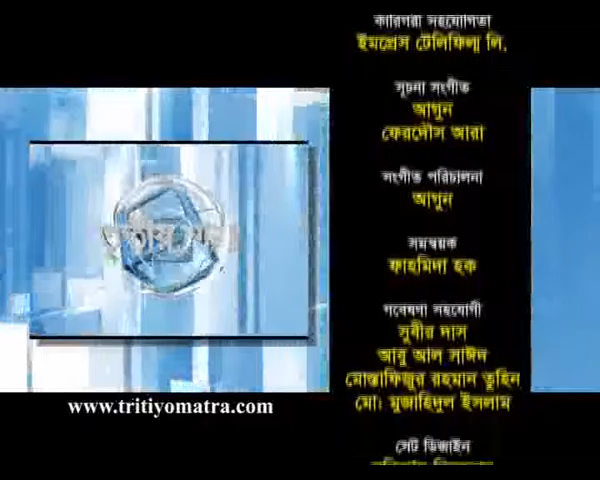 কারিগরী সহযোগিতা
ইমপ্রেস টেলিফিল্ম লি.
সূচনা সংগীত
আগুন
ফেরদৌস আরা
সংগীত পরিচালনা
আগুন
সমন্বয়ক
ফাহমিদা হক
গবেষণা সহযোগী
সুবীর দাস
আবু আল সাঈদ
মোস্তাফিজুর রহমান তুহিন
মো: মুজাহিদুল ইসলাম
সেট ডিজাইন
www.tritiyomatra.com